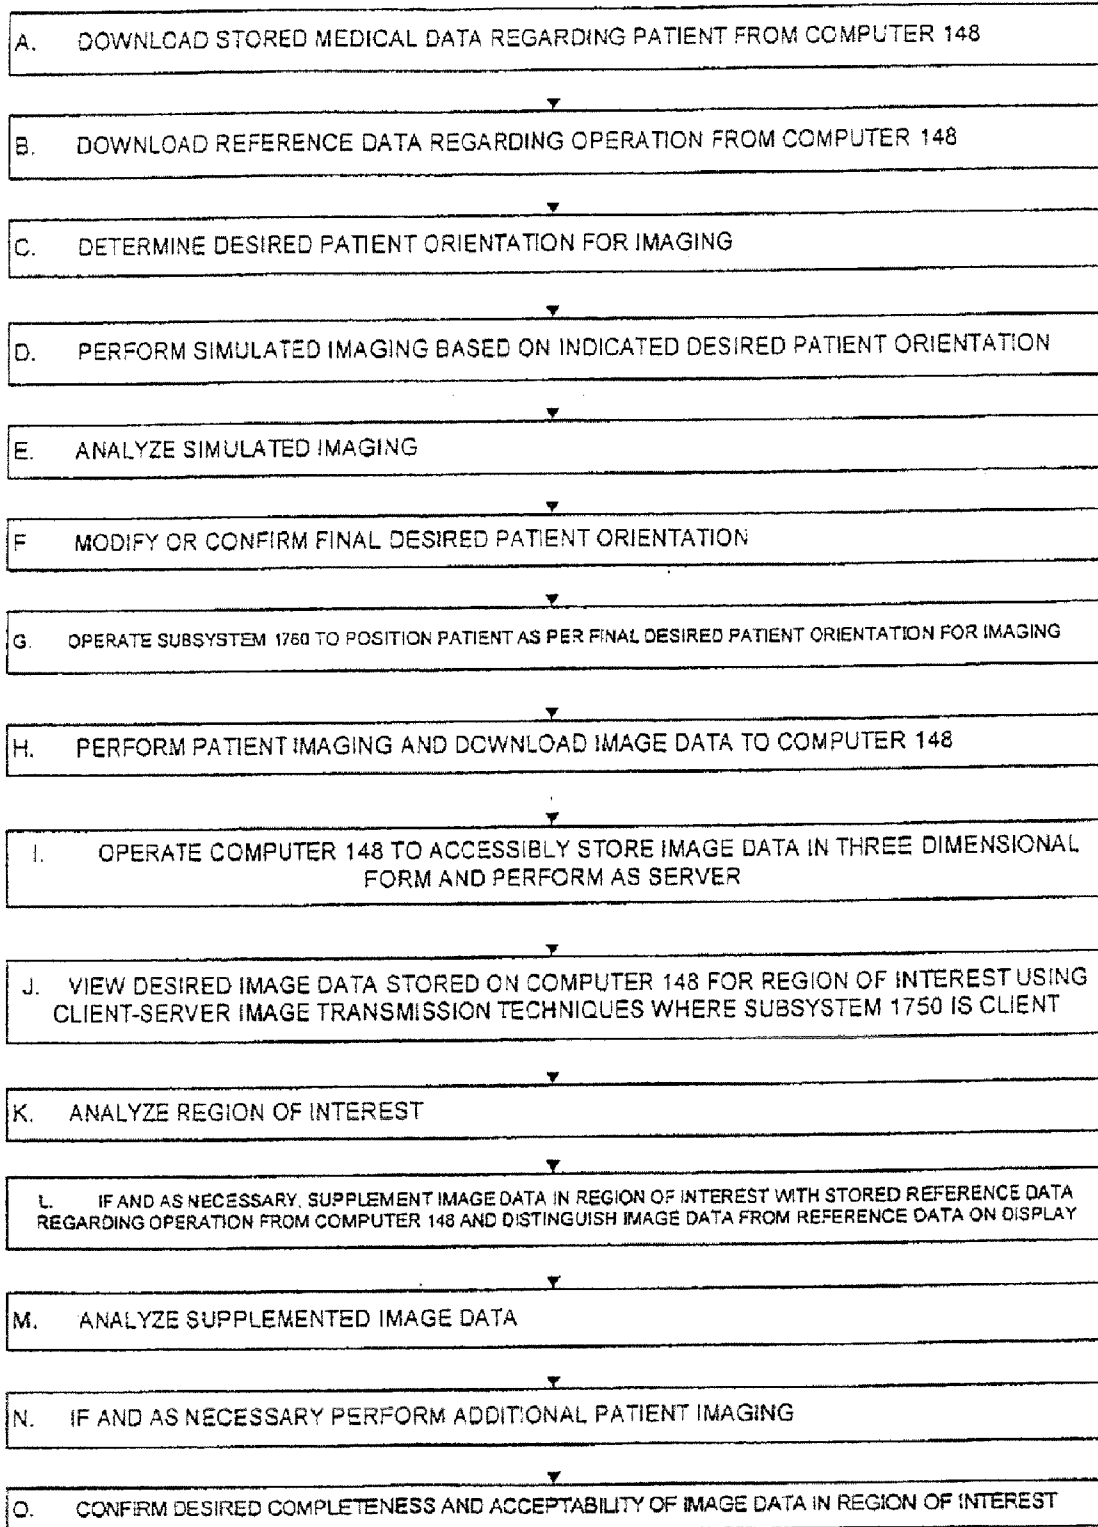 A. DOWNLOAD STORED MEDICAL DATA REGARDING PATIENT FROM COMPUTER 148
B. DOWNLOAD REFERENCE DATA REGARDING OPERATION FROM COMPUTER 148
C. DETERMINE DESIRED PATIENT ORIENTATION FOR IMAGING
D. PERFORM SIMULATED IMAGING BASED ON INDICATED DESIRED PATIENT ORIENTATION
E. ANALYZE SIMULATED IMAGING
F MODIFY OR CONFIRM FINAL DESIRED PATIENT ORIENTATION
G. OPERATE SUBSYSTEM 1760 TO POSITION PATIENT AS PER FINAL DESIRED PATIENT ORIENTATION FOR IMAGING
H. PERFORM PATIENT IMAGING AND DOWNLOAD IMAGE DATA TO COMPUTER 148
I. OPERATE COMPUTER 148 TO ACCESSIBLY STORE IMAGE DATA IN THREE DIMENSIONAL
FORM AND PERFORM AS SERVER
J. VIEW DESIRED IMAGE DATA STORED ON COMPUTER 148 FOR REGION OF INTEREST USING
CLIENT-SERVER IMAGE TRANSMISSION TECHNIQUES WHERE SUBSYSTEM 1750 IS CLIENT
K. ANALYZE REGION OF INTEREST
L. IF AND AS NECESSARY, SUPPLEMENT IMAGE DATA IN REGION OF INTEREST WITH STORED REFERENCE DATA
REGARDING OPERATION FROM COMPUTER 148 AND DISTINGUISH IMAGE DATA FROM REFERENCE DATA ON DISPLAY
M. ANALYZE SUPPLEMENTED IMAGE DATA
N. IF AND AS NECESSARY PERFORM ADDITIONAL PATIENT IMAGING
O. CONFIRM DESIRED COMPLETENESS AND ACCEPTABILITY OF IMAGE DATA IN REGION OF INTEREST